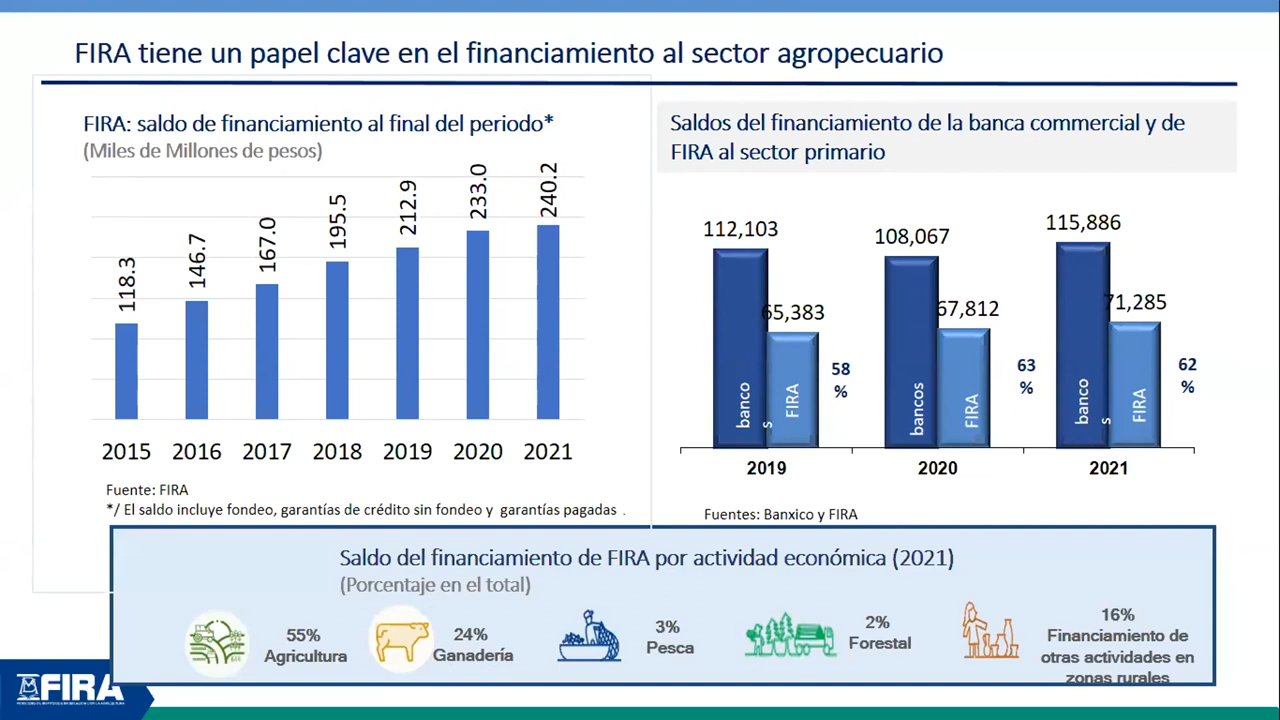 FIRA tiene un papel clave en el financiamiento al sector agropecuario
FIRA: saldo de financiamiento al final del periodo*
(Miles de Millones de pesos)
118.3
146.7
167.0
195.5
212.9
233.0
240.2
2015 2016 2017 2018 2019 2020 2021
Fuente: FIRA
*/ El saldo incluye fondeo, garantías de crédito sin fondeo y garantías pagadas .
Saldos del financiamiento de la banca commercial y de
FIRA al sector primario
112,103
65,383
108,067
67,812
115,886
71,285
banco
s
FIRA
58
%
bancos
FIRA
63
%
banco
s
FIRA
62
%
2019 2020 2021
Fuentes: Banxico y FIRA
Saldo del financiamiento de FIRA por actividad económica (2021)
(Porcentaje en el total)
55%
Agricultura
24%
Ganadería
3%
Pesca
2%
Forestal
16%
Financiamiento de
otras actividades en
zonas rurales
FIRA